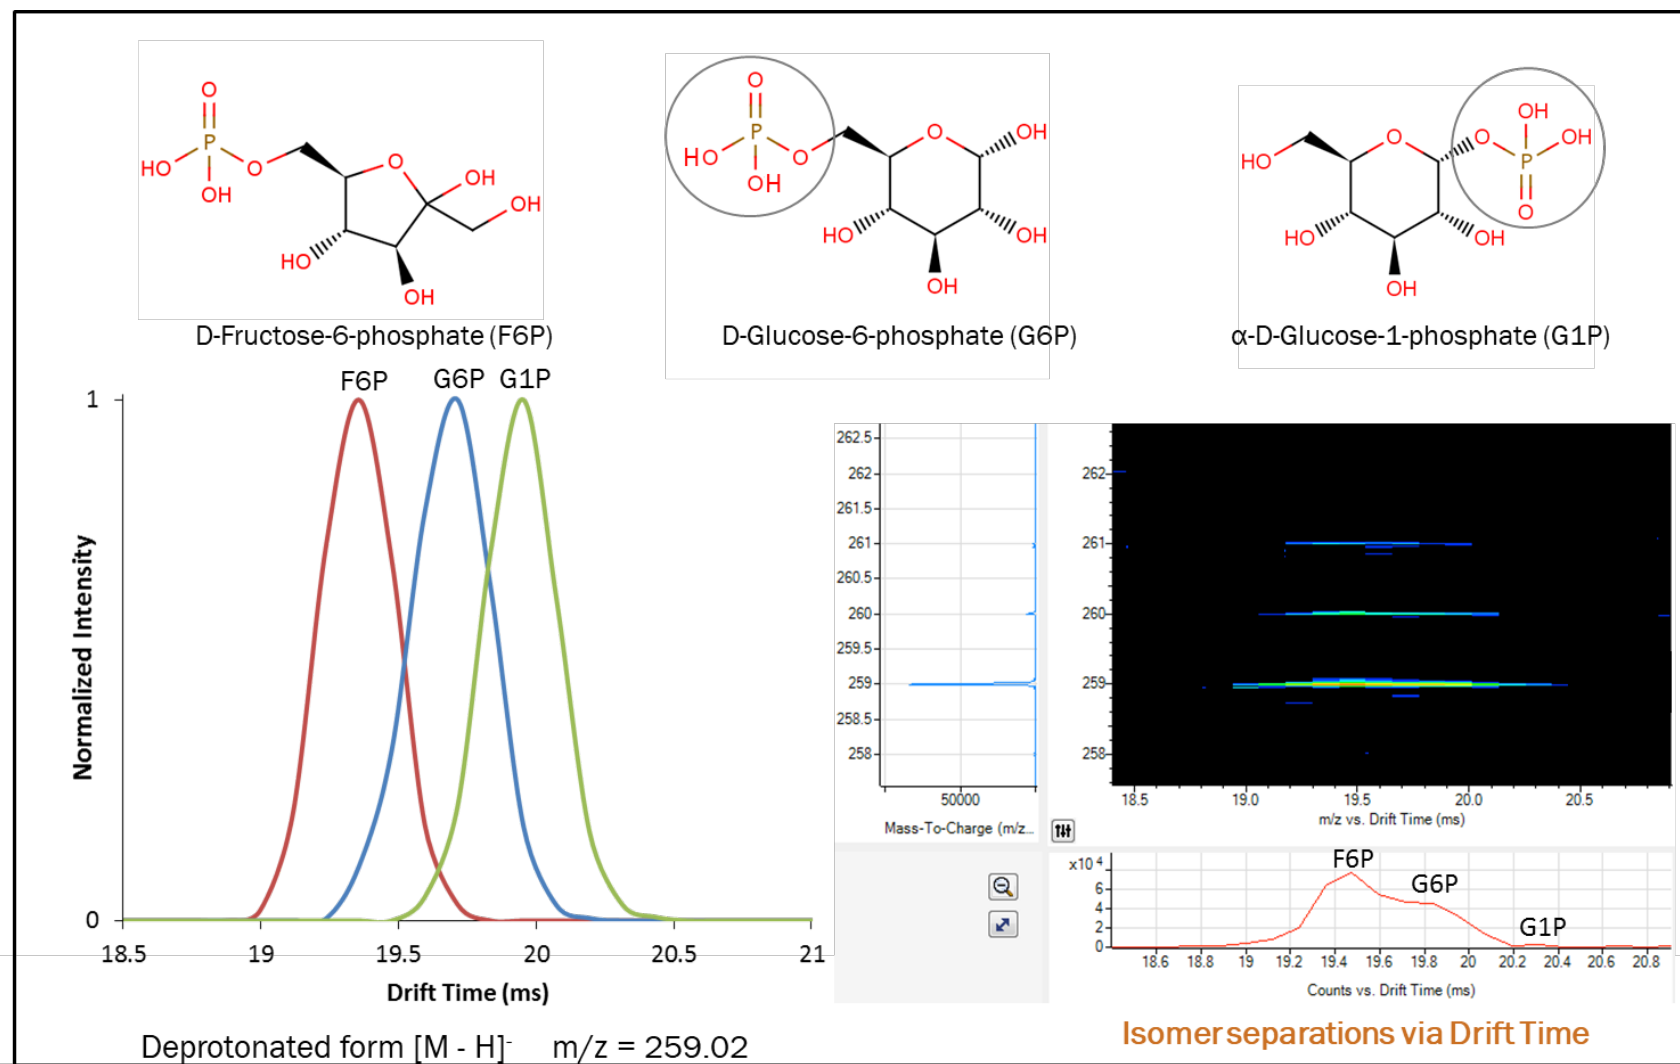 O
P
HO
OH
O
O
OH
OH
HO
OH
O
P
HO
OH
O
O
OH
HO
OH
OH
HO
O
O
OH
P
OH
O
HO
OH
OH
D-Fructose-6-phosphate (F6P)
D-Glucose-6-phosphate (G6P)
α-D-Glucose-1-phosphate (G1P)
F6P G6P G1P
1
0
Normalized Intensity
18.5 19 19.5 20 20.5 21
Drift Time (ms)
Deprotonated form [M - H]- m/z = 259.02
262.5
262
261.5
261
260.5
260
259.5
259
258.5
258
50000
Mass-To-Charge (m/z...
262
261
260
259
258
18.5 19.0 19.5 20.0 20.5
m/z vs. Drift Time (ms)
x10 4
6
4
2
0
F6P
G6P
G1P
18.6 18.8 19 19.2 19.4 19.6 19.8 20 20.2 20.4 20.6 20.8
Counts vs. Drift Time (ms)
Isomer separations via Drift Time